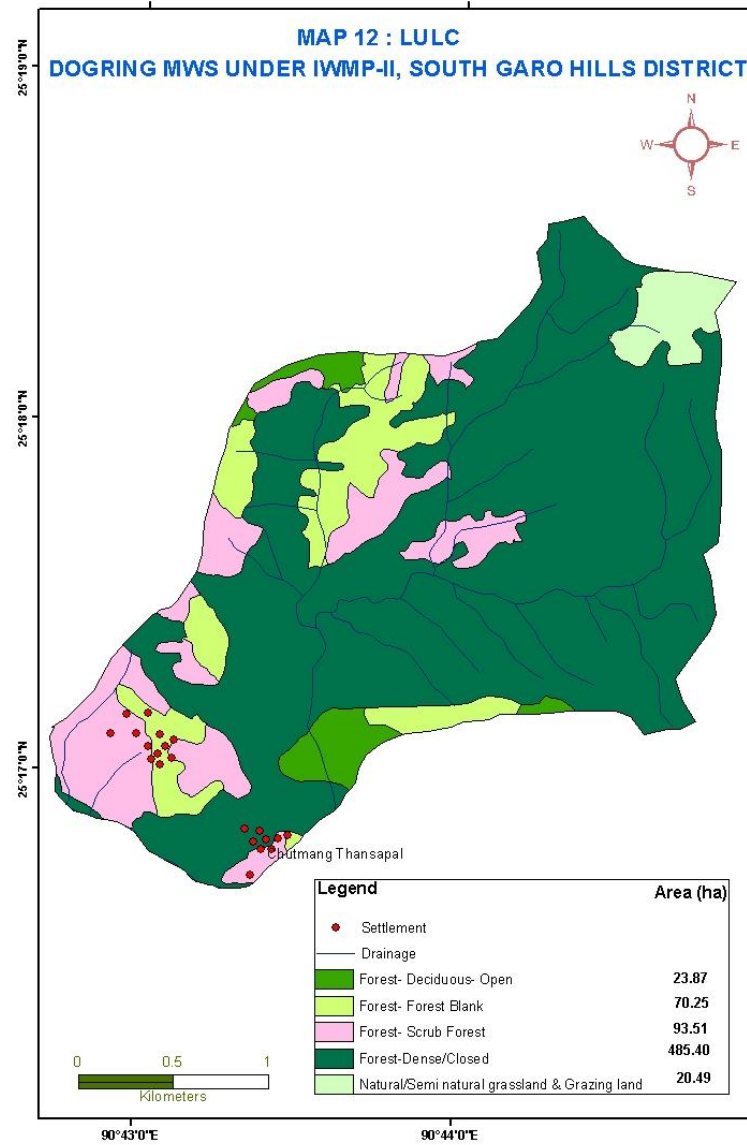 MAP 12 : LULC
DOGRING MWS UNDER IWMP-II, SOUTH GARO HILLS DISTRICT
N
W E
S
25°19'0"N
25°18'0"N
25°17'0"N
Chutmang Thansapal
Legend Area (ha)
Settlement
Drainage
Forest- Deciduous- Open 23.87
Forest- Forest Blank 70.25
Forest- Scrub Forest 93.51
Forest-Dense/Closed 485.40
Natural/Semi natural grassland & Grazing land 20.49
0 0.5 1
Kilometers
90°43'0"E 90°44'0"E